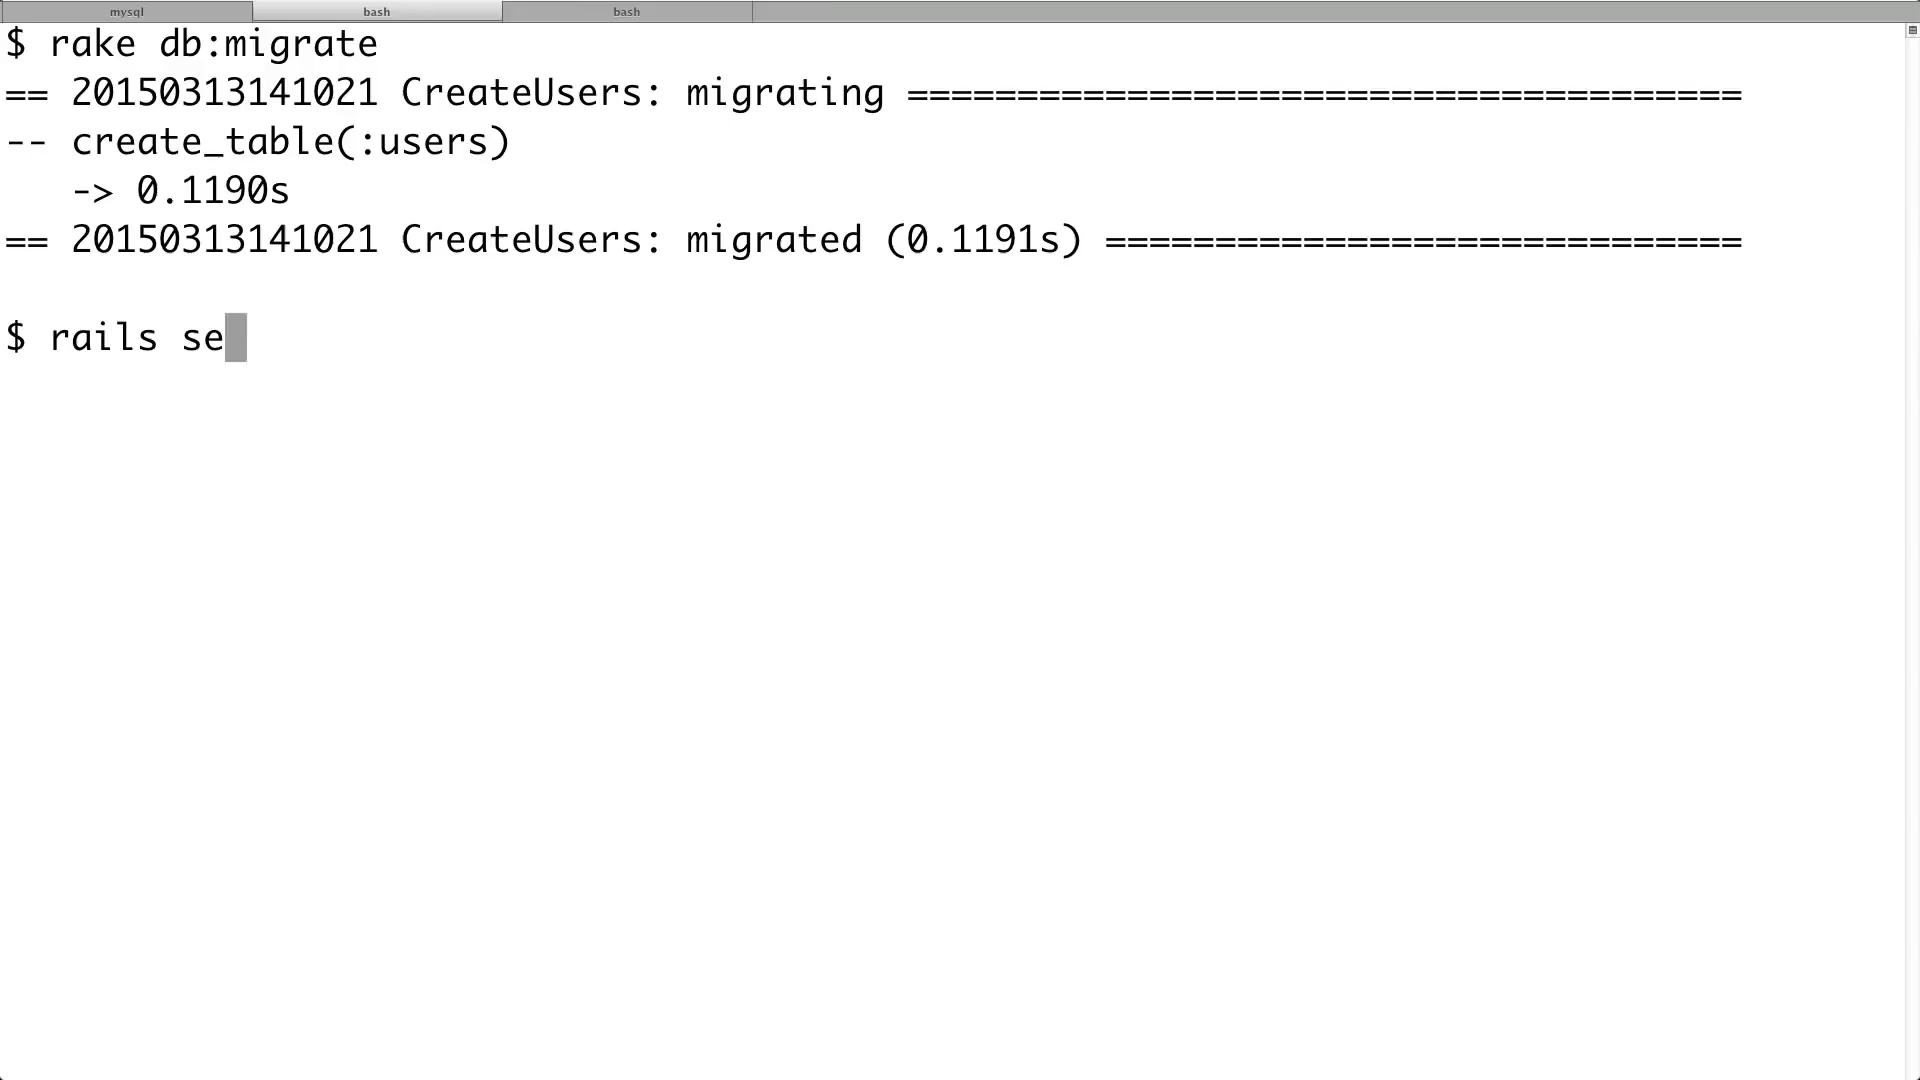 mysql bash bash
$ rake db:migrate
== 20150313141021 CreateUsers: migrating ======================================
-- create_table(:users)
   -> 0.1190s
== 20150313141021 CreateUsers: migrated (0.1191s) =============================
$ rails se